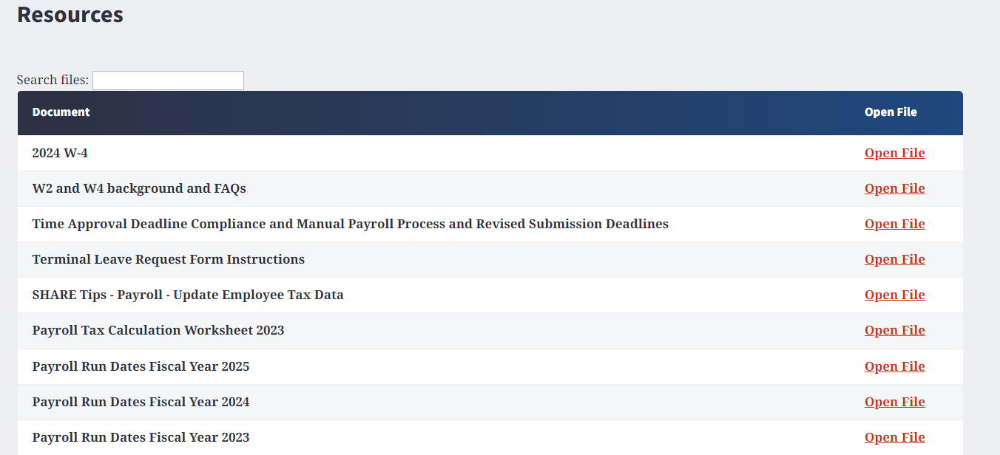 Resources
Search files:
Document Open File
2024 W-4 Open File
W2 and W4 background and FAQs Open File
Time Approval Deadline Compliance and Manual Payroll Process and Revised Submission Deadlines Open File
Terminal Leave Request Form Instructions Open File
SHARE Tips - Payroll - Update Employee Tax Data Open File
Payroll Tax Calculation Worksheet 2023 Open File
Payroll Run Dates Fiscal Year 2025 Open File
Payroll Run Dates Fiscal Year 2024 Open File
Payroll Run Dates Fiscal Year 2023 Open File